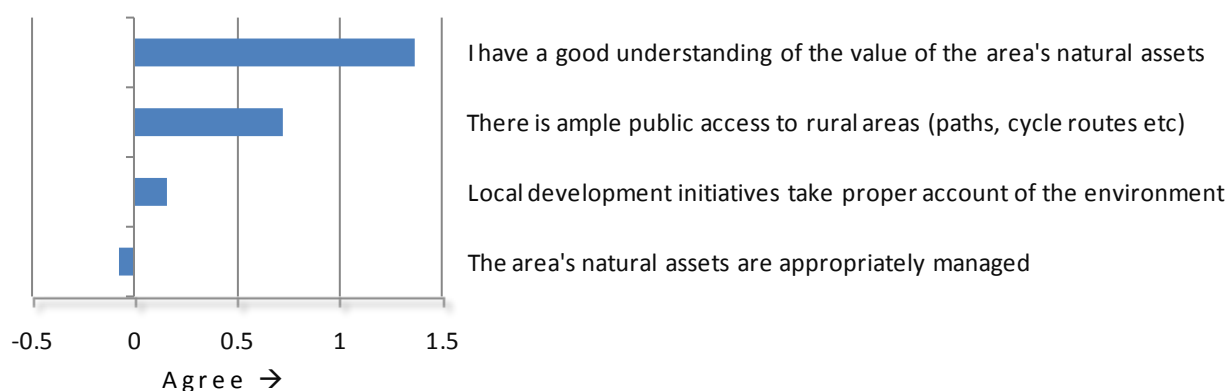 I have a good understanding of the value of the area's natural assets
There is ample public access to rural areas (paths, cycle routes etc)
Local development initiatives take proper account of the environment
The area's natural assets are appropriately managed
-0.5 0 0.5 1 1.5
Agree →